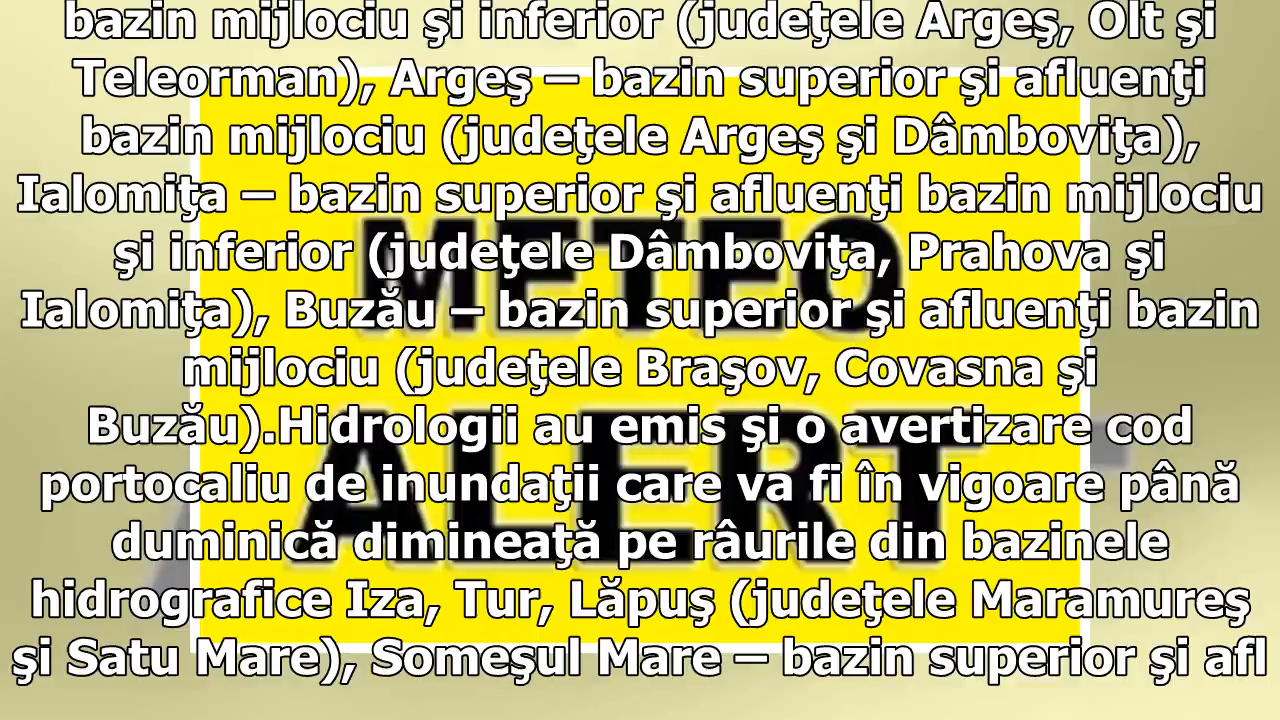 bazin mijlociu şi inferior (judeţele Argeş, Olt şi
Teleorman), Argeş – bazin superior şi afluenţi
bazin mijlociu (judeţele Argeş şi Dâmboviţa),
Ialomiţa – bazin superior şi afluenţi bazin mijlociu
şi inferior (judeţele Dâmboviţa, Prahova şi
Ialomiţa), Buzău – bazin superior şi afluenţi bazin
mijlociu (judeţele Braşov, Covasna şi
Buzău).Hidrologii au emis şi o avertizare cod
portocaliu de inundaţii care va fi în vigoare până
duminică dimineaţă pe râurile din bazinele
hidrografice Iza, Tur, Lăpuş (judeţele Maramureş
şi Satu Mare), Someşul Mare – bazin superior şi afl
METEO
ALERT